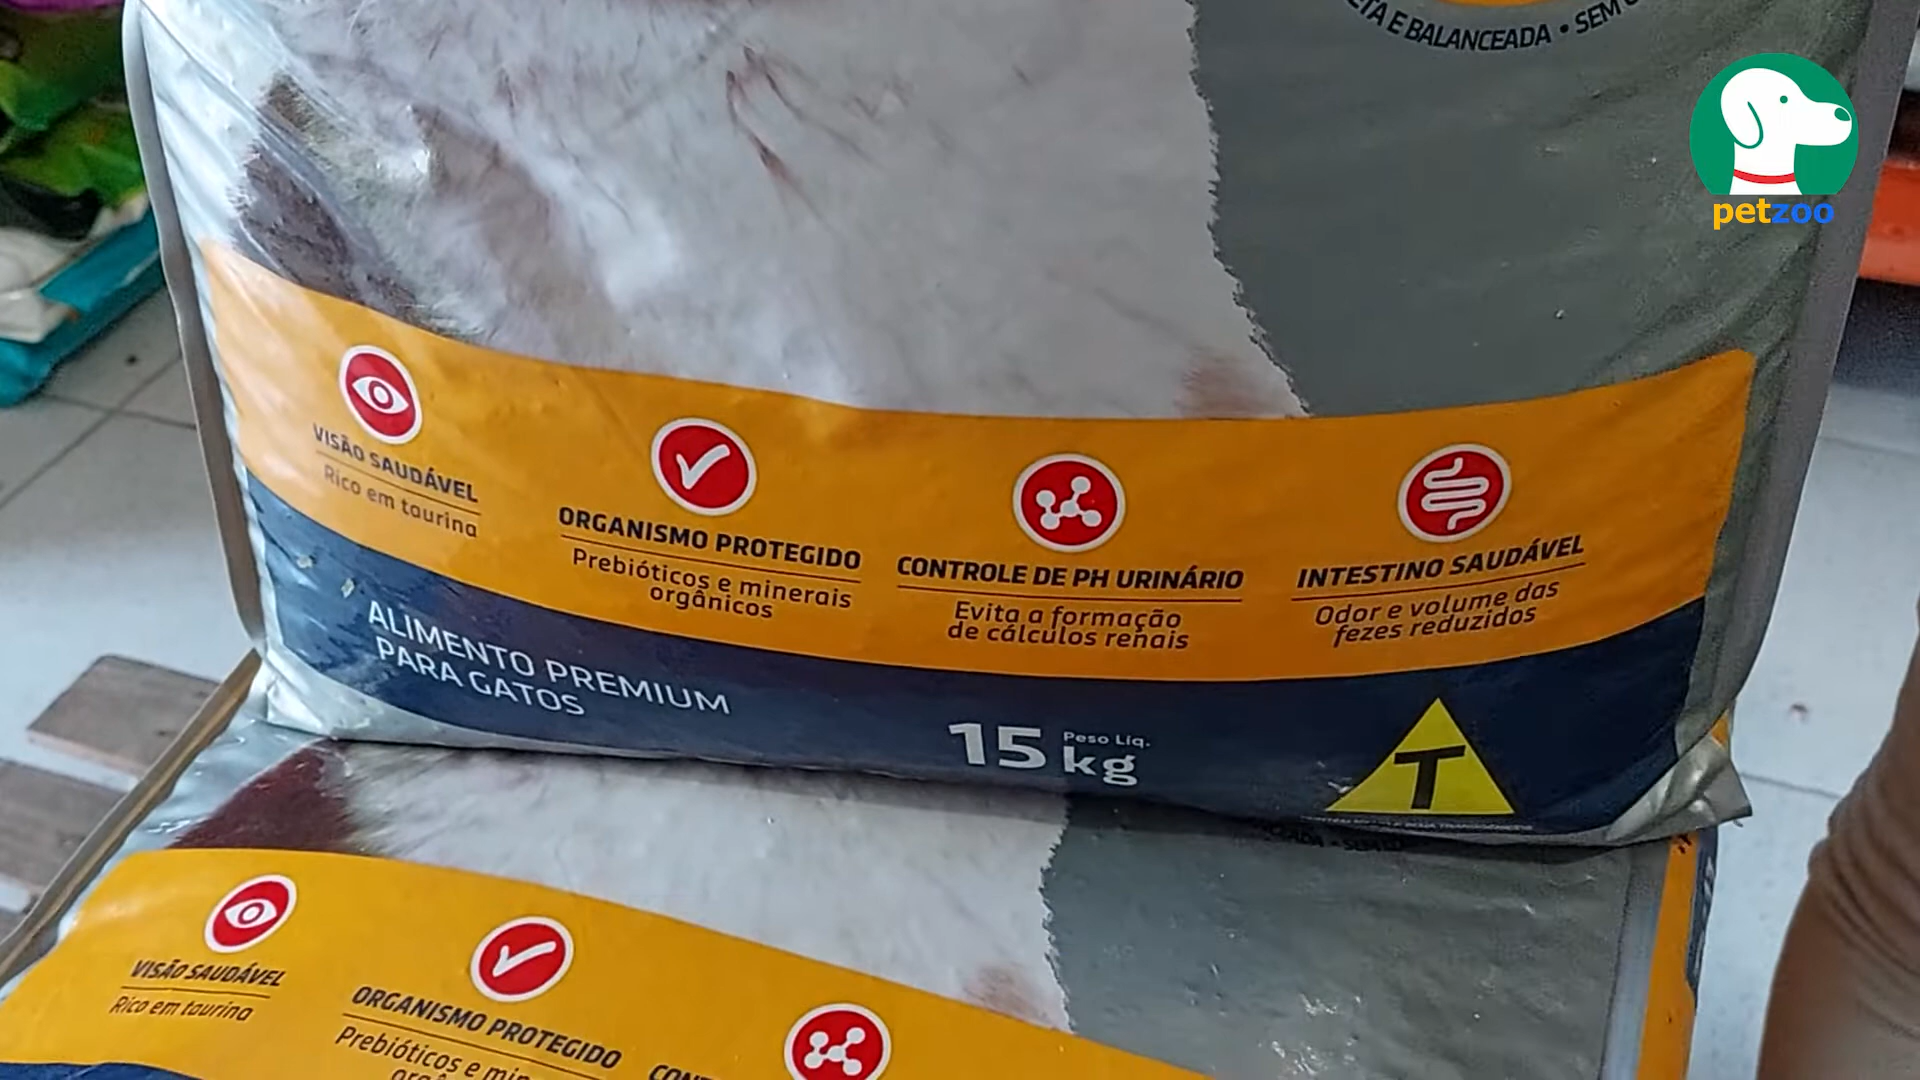 E BALANCEADA • SEM
petzoo
VISÃO SAUDÁVEL
Rico em taurina
ORGANISMO PROTEGIDO
Prebióticos e minerais
orgânicos
CONTROLE DE PH URINÁRIO
Evita a formação
de cálculos renais
INTESTINO SAUDÁVEL
Odor e volume das
fezes reduzidos
ALIMENTO PREMIUM
PARA GATOS
15 kg
Peso Líq.
T
VISÃO SAUDÁVEL
Rico em taurina
ORGANISMO PROTEGIDO
Prebióticos e